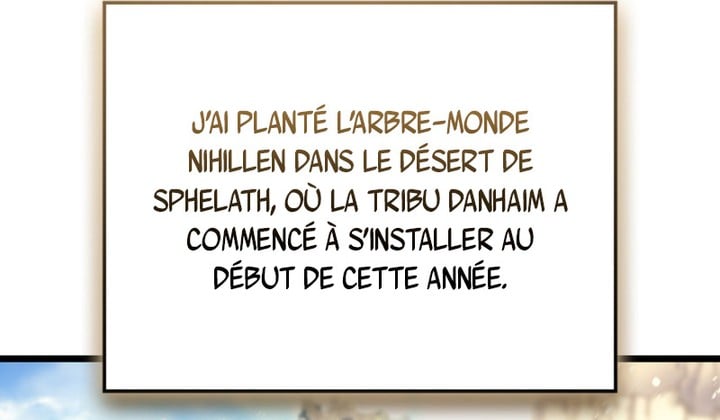 J'AI PLANTÉ L'ARBRE-MONDE
NIHILLEN DANS LE DÉSERT DE
SPHELATH, OÙ LA TRIBU DANHAIM A
COMMENCÉ À S'INSTALLER AU
DÉBUT DE CETTE ANNÉE.